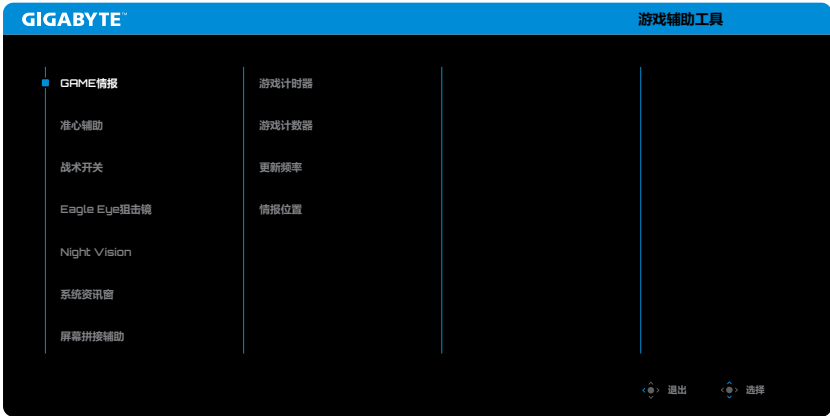 GIGABYTE™
游戏辅助工具
GAME情报
准心辅助
战术开关
Eagle Eye狙击镜
Night Vision
系统资讯窗
屏幕拼接辅助
游戏计时器
游戏计数器
更新频率
情报位置
退出
选择